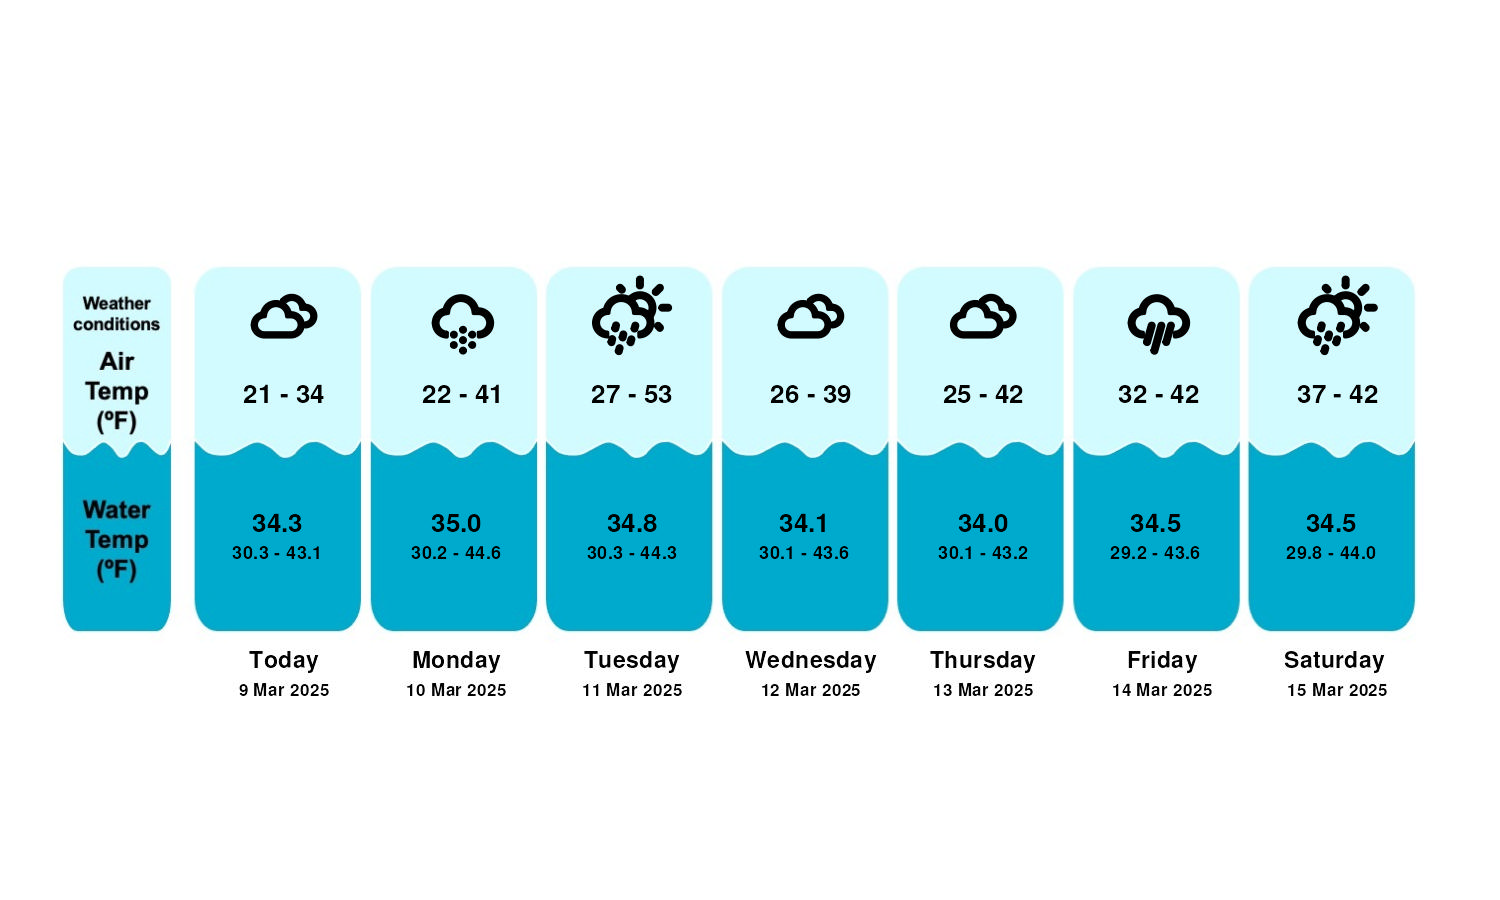 Weather
conditions
Air
Temp
(ºF)
Water
Temp
(ºF)
21 - 34
34.3
30.3 - 43.1
Today
9 Mar 2025
22 - 41
35.0
30.2 - 44.6
Monday
10 Mar 2025
27 - 53
34.8
30.3 - 44.3
Tuesday
11 Mar 2025
26 - 39
34.1
30.1 - 43.6
Wednesday
12 Mar 2025
25 - 42
34.0
30.1 - 43.2
Thursday
13 Mar 2025
32 - 42
34.5
29.2 - 43.6
Friday
14 Mar 2025
37 - 42
34.5
29.8 - 44.0
Saturday
15 Mar 2025